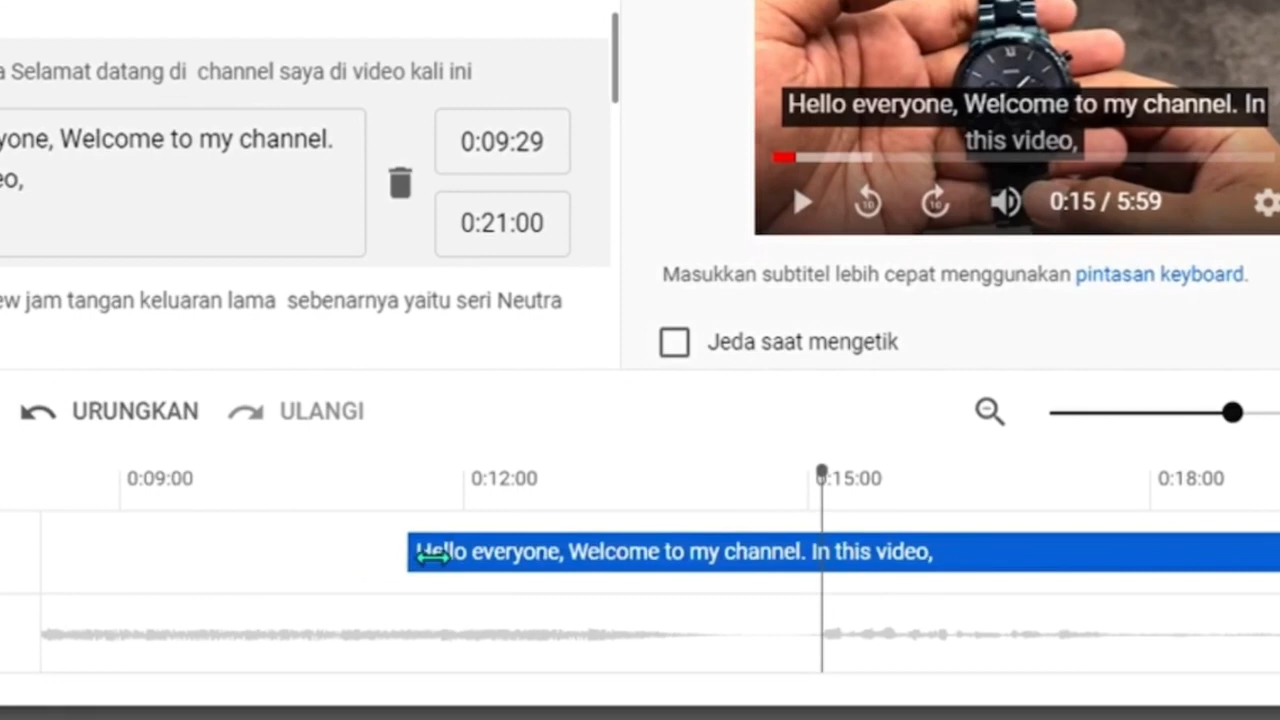 a Selamat datang di channel saya di video kali ini
yone, Welcome to my channel.
eo,
0:09:29
0:21:00
ew jam tangan keluaran lama sebenarnya yaitu seri Neutra
Hello everyone, Welcome to my channel. In
this video,
10
10
0:15 / 5:59
Masukkan subtitel lebih cepat menggunakan pintasan keyboard.
Jeda saat mengetik
URUNGKAN
ULANGI
0:09:00
0:12:00
0:15:00
0:18:00
Hello everyone, Welcome to my channel. In this video,